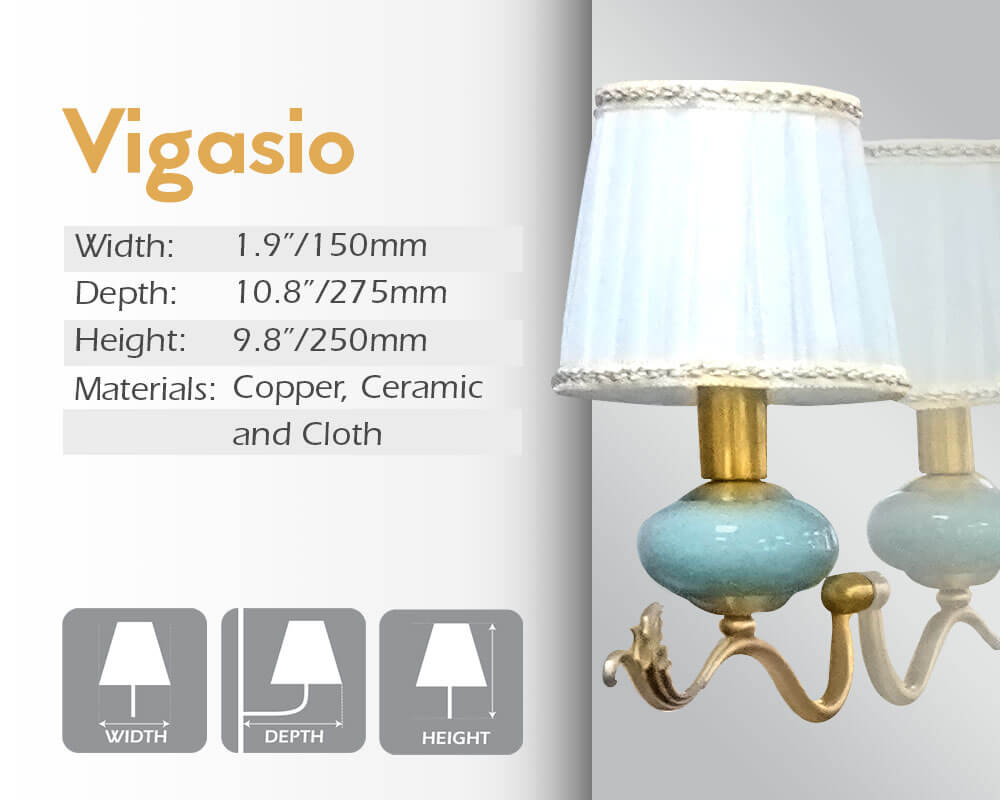 Vigasio
Width: 1.9"/150mm
Depth: 10.8"/275mm
Height: 9.8"/250mm
Materials: Copper, Ceramic
and Cloth
WIDTH DEPTH HEIGHT